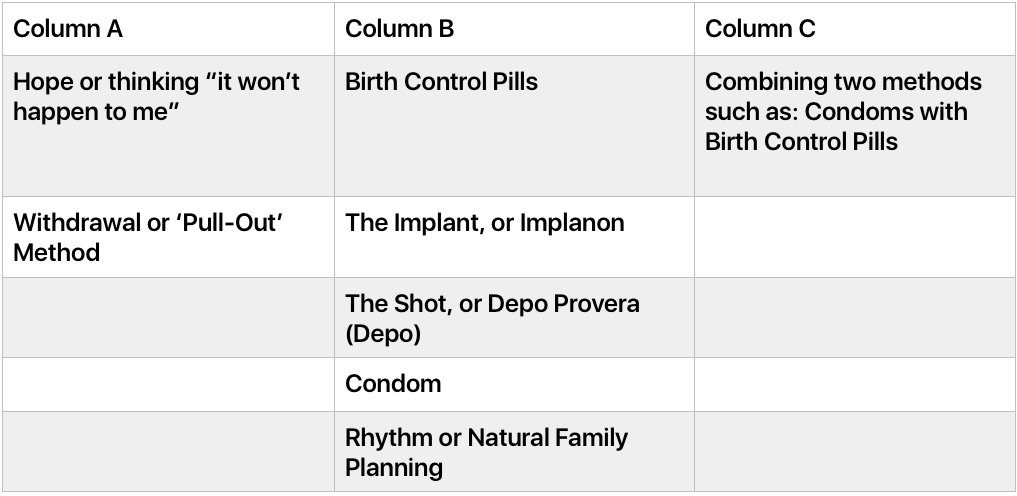 Column A
Column B
Column C
Hope or thinking “it won’t
happen to me”
Birth Control Pills
Combining two methods
such as: Condoms with
Birth Control Pills
Withdrawal or ‘Pull-Out’
Method
The Implant, or Implanon
The Shot, or Depo Provera
(Depo)
Condom
Rhythm or Natural Family
Planning